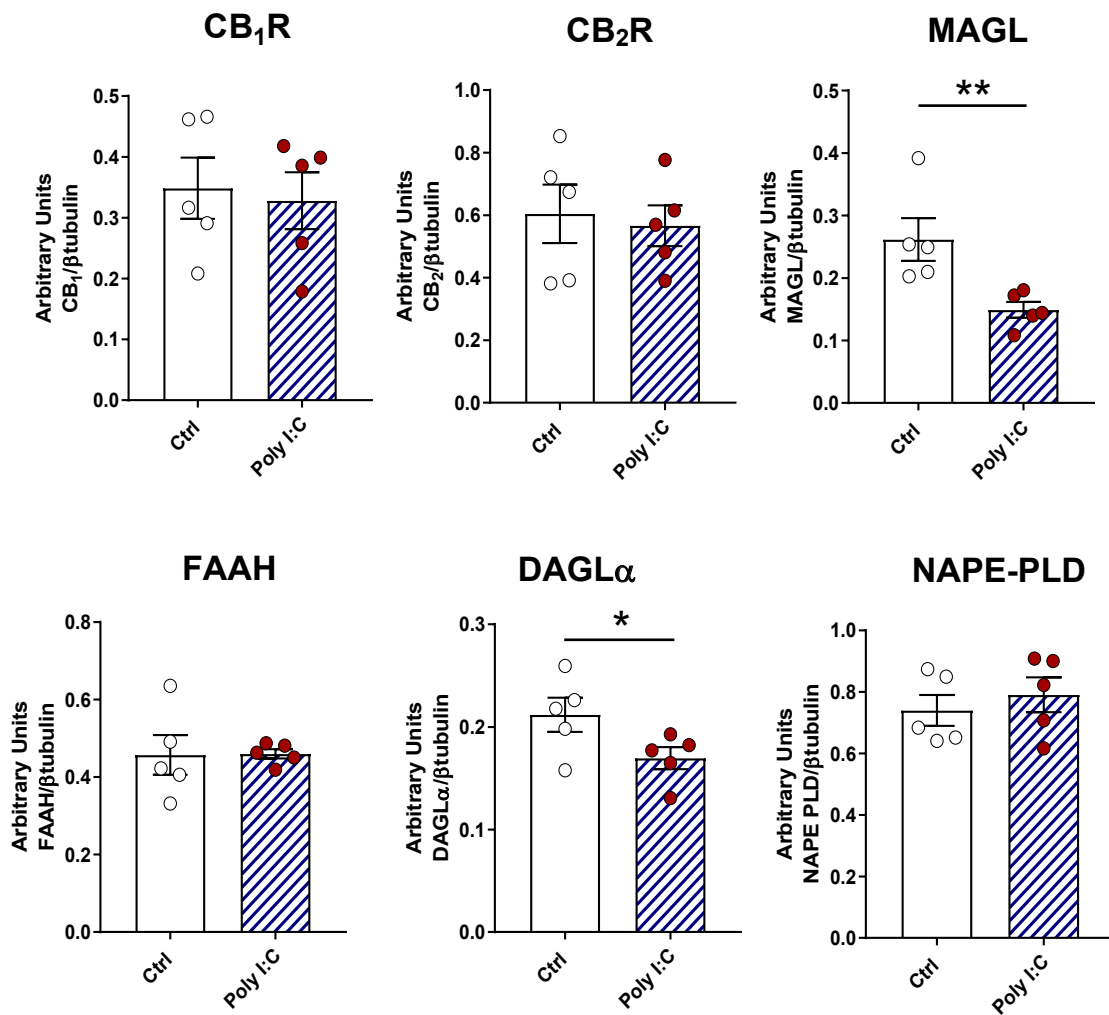 CB₁R
Arbitrary Units
CB₁/βtubulin
0.5
0.4
0.3
0.2
0.1
0.0
Ctrl
Poly I:C
CB₂R
Arbitrary Units
CB₂/βtubulin
1.0
0.8
0.6
0.4
0.2
0.0
Ctrl
Poly I:C
MAGL
**
Arbitrary Units
MAGL/βtubulin
0.5
0.4
0.3
0.2
0.1
0.0
Ctrl
Poly I:C
FAAH
Arbitrary Units
FAAH/βtubulin
0.8
0.6
0.4
0.2
0.0
Ctrl
Poly I:C
DAGLα
*
Arbitrary Units
DAGLα/βtubulin
0.3
0.2
0.1
0.0
Ctrl
Poly I:C
NAPE-PLD
Arbitrary Units
NAPE PLD/βtubulin
1.0
0.8
0.6
0.4
0.2
0.0
Ctrl
Poly I:C